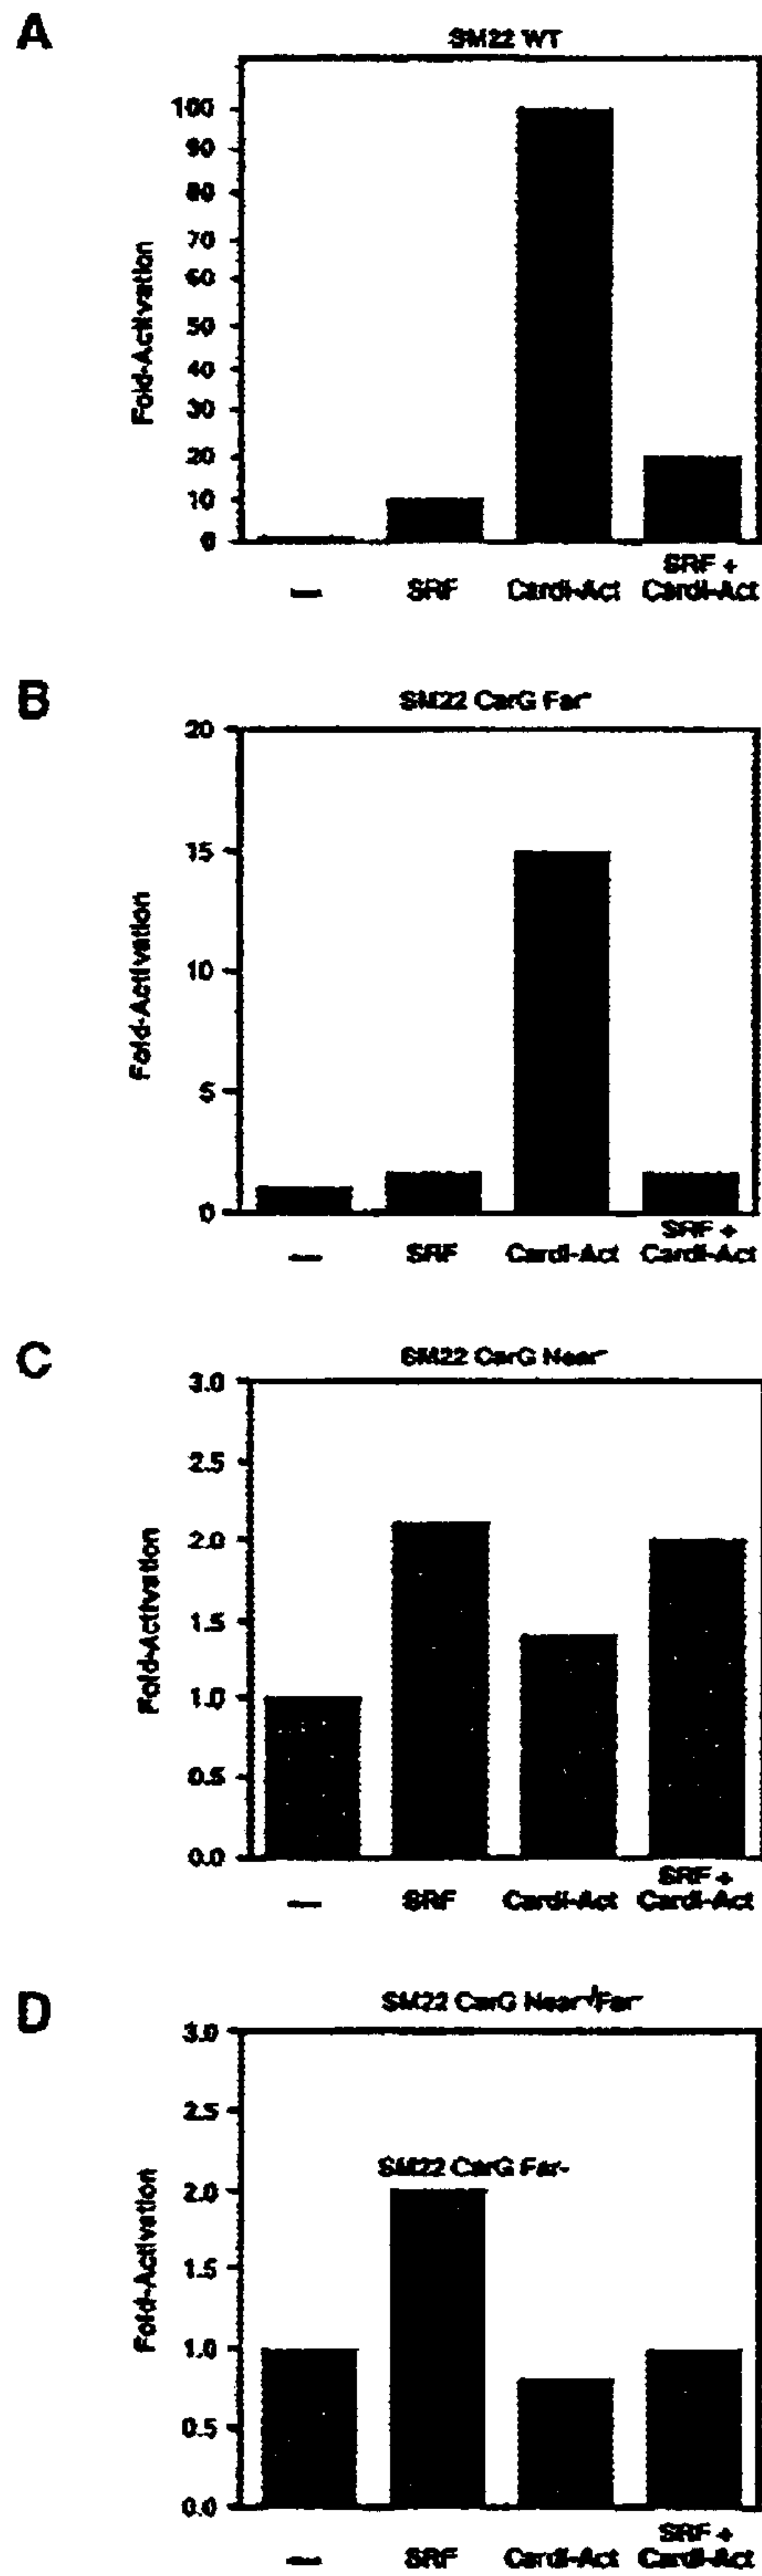 A
SM22 WT
Fold-Activation
100
90
80
70
60
50
40
30
20
10
0
—
SRF
Cardi-Act
SRF +
Cardi-Act
B
SM22 CarG Far⁻
Fold-Activation
20
15
10
5
0
—
SRF
Cardi-Act
SRF +
Cardi-Act
C
SM22 CarG Near⁻
Fold-Activation
3.0
2.5
2.0
1.5
1.0
0.5
0.0
—
SRF
Cardi-Act
SRF +
Cardi-Act
D
SM22 CarG Near⁻/Far⁻
Fold-Activation
3.0
2.5
2.0
1.5
1.0
0.5
0.0
SM22 CarG Far-
—
SRF
Cardi-Act
SRF +
Cardi-Act